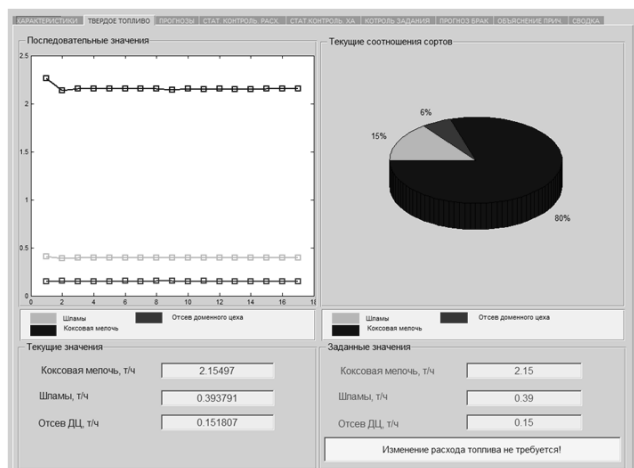 ХАРАКТЕРИСТИКИ ТВЕРДОЕ ТОПЛИВО ПРОГНОЗЫ СТАТ. КОНТРОЛЬ. РАСХ. СТАТ.КОНТРОЛЬ. ХА КОТРОЛЬ ЗАДАНИЯ ПРОГНОЗ БРАК ОБЪЯСНЕНИЕ ПРИЧ. СВОДКА
Последовательные значения
2.5
2
1.5
1
0.5
0
0 2 4 6 8 10 12 14 16 18
Шламы Отсев доменного цеха
Коксовая мелочь
Текущие соотношения сортов
6%
15%
80%
Шламы Отсев доменного цеха
Коксовая мелочь
Текущие значения
Коксовая мелочь, т/ч 2.15497
Шламы, т/ч 0.393791
Отсев ДЦ, т/ч 0.151807
Заданные значения
Коксовая мелочь, т/ч 2.15
Шламы, т/ч 0.39
Отсев ДЦ, т/ч 0.15
Изменение расхода топлива не требуется!